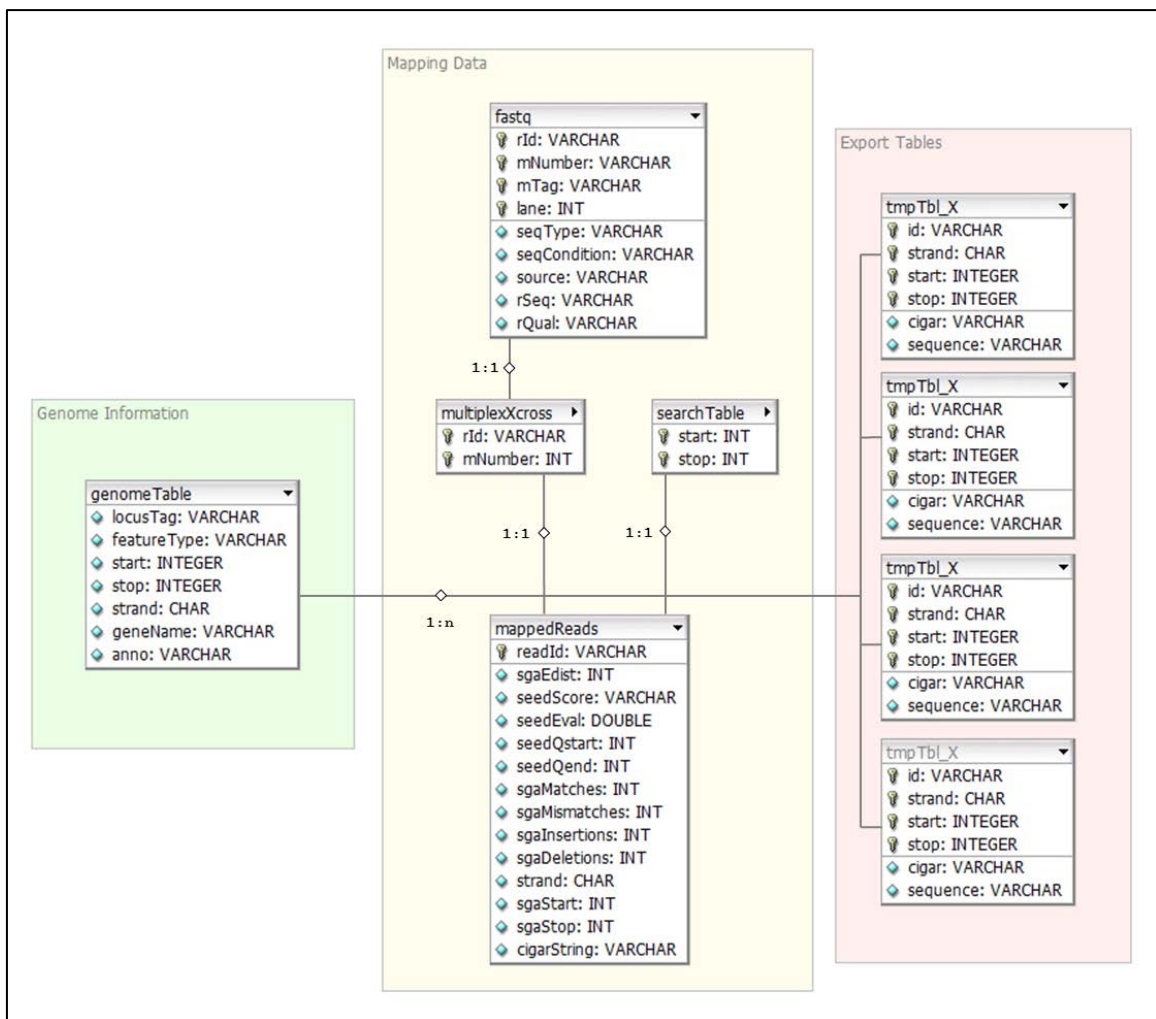 Mapping Data
fastq
rId: VARCHAR
mNumber: VARCHAR
mTag: VARCHAR
lane: INT
seqType: VARCHAR
seqCondition: VARCHAR
source: VARCHAR
rSeq: VARCHAR
rQual: VARCHAR
1:1
multiplexXcross
rId: VARCHAR
mNumber: INT
searchTable
start: INT
stop: INT
1:1
1:1
Genome Information
genomeTable
locusTag: VARCHAR
featureType: VARCHAR
start: INTEGER
stop: INTEGER
strand: CHAR
geneName: VARCHAR
anno: VARCHAR
1:n
mappedReads
readId: VARCHAR
sgaEdist: INT
seedScore: VARCHAR
seedEval: DOUBLE
seedQstart: INT
seedQend: INT
sgaMatches: INT
sgaMismatches: INT
sgaInsertions: INT
sgaDeletions: INT
strand: CHAR
sgaStart: INT
sgaStop: INT
cigarString: VARCHAR
Export Tables
tmpTbl_X
id: VARCHAR
strand: CHAR
start: INTEGER
stop: INTEGER
cigar: VARCHAR
sequence: VARCHAR
tmpTbl_X
id: VARCHAR
strand: CHAR
start: INTEGER
stop: INTEGER
cigar: VARCHAR
sequence: VARCHAR
tmpTbl_X
id: VARCHAR
strand: CHAR
start: INTEGER
stop: INTEGER
cigar: VARCHAR
sequence: VARCHAR
tmpTbl_X
id: VARCHAR
strand: CHAR
start: INTEGER
stop: INTEGER
cigar: VARCHAR
sequence: VARCHAR